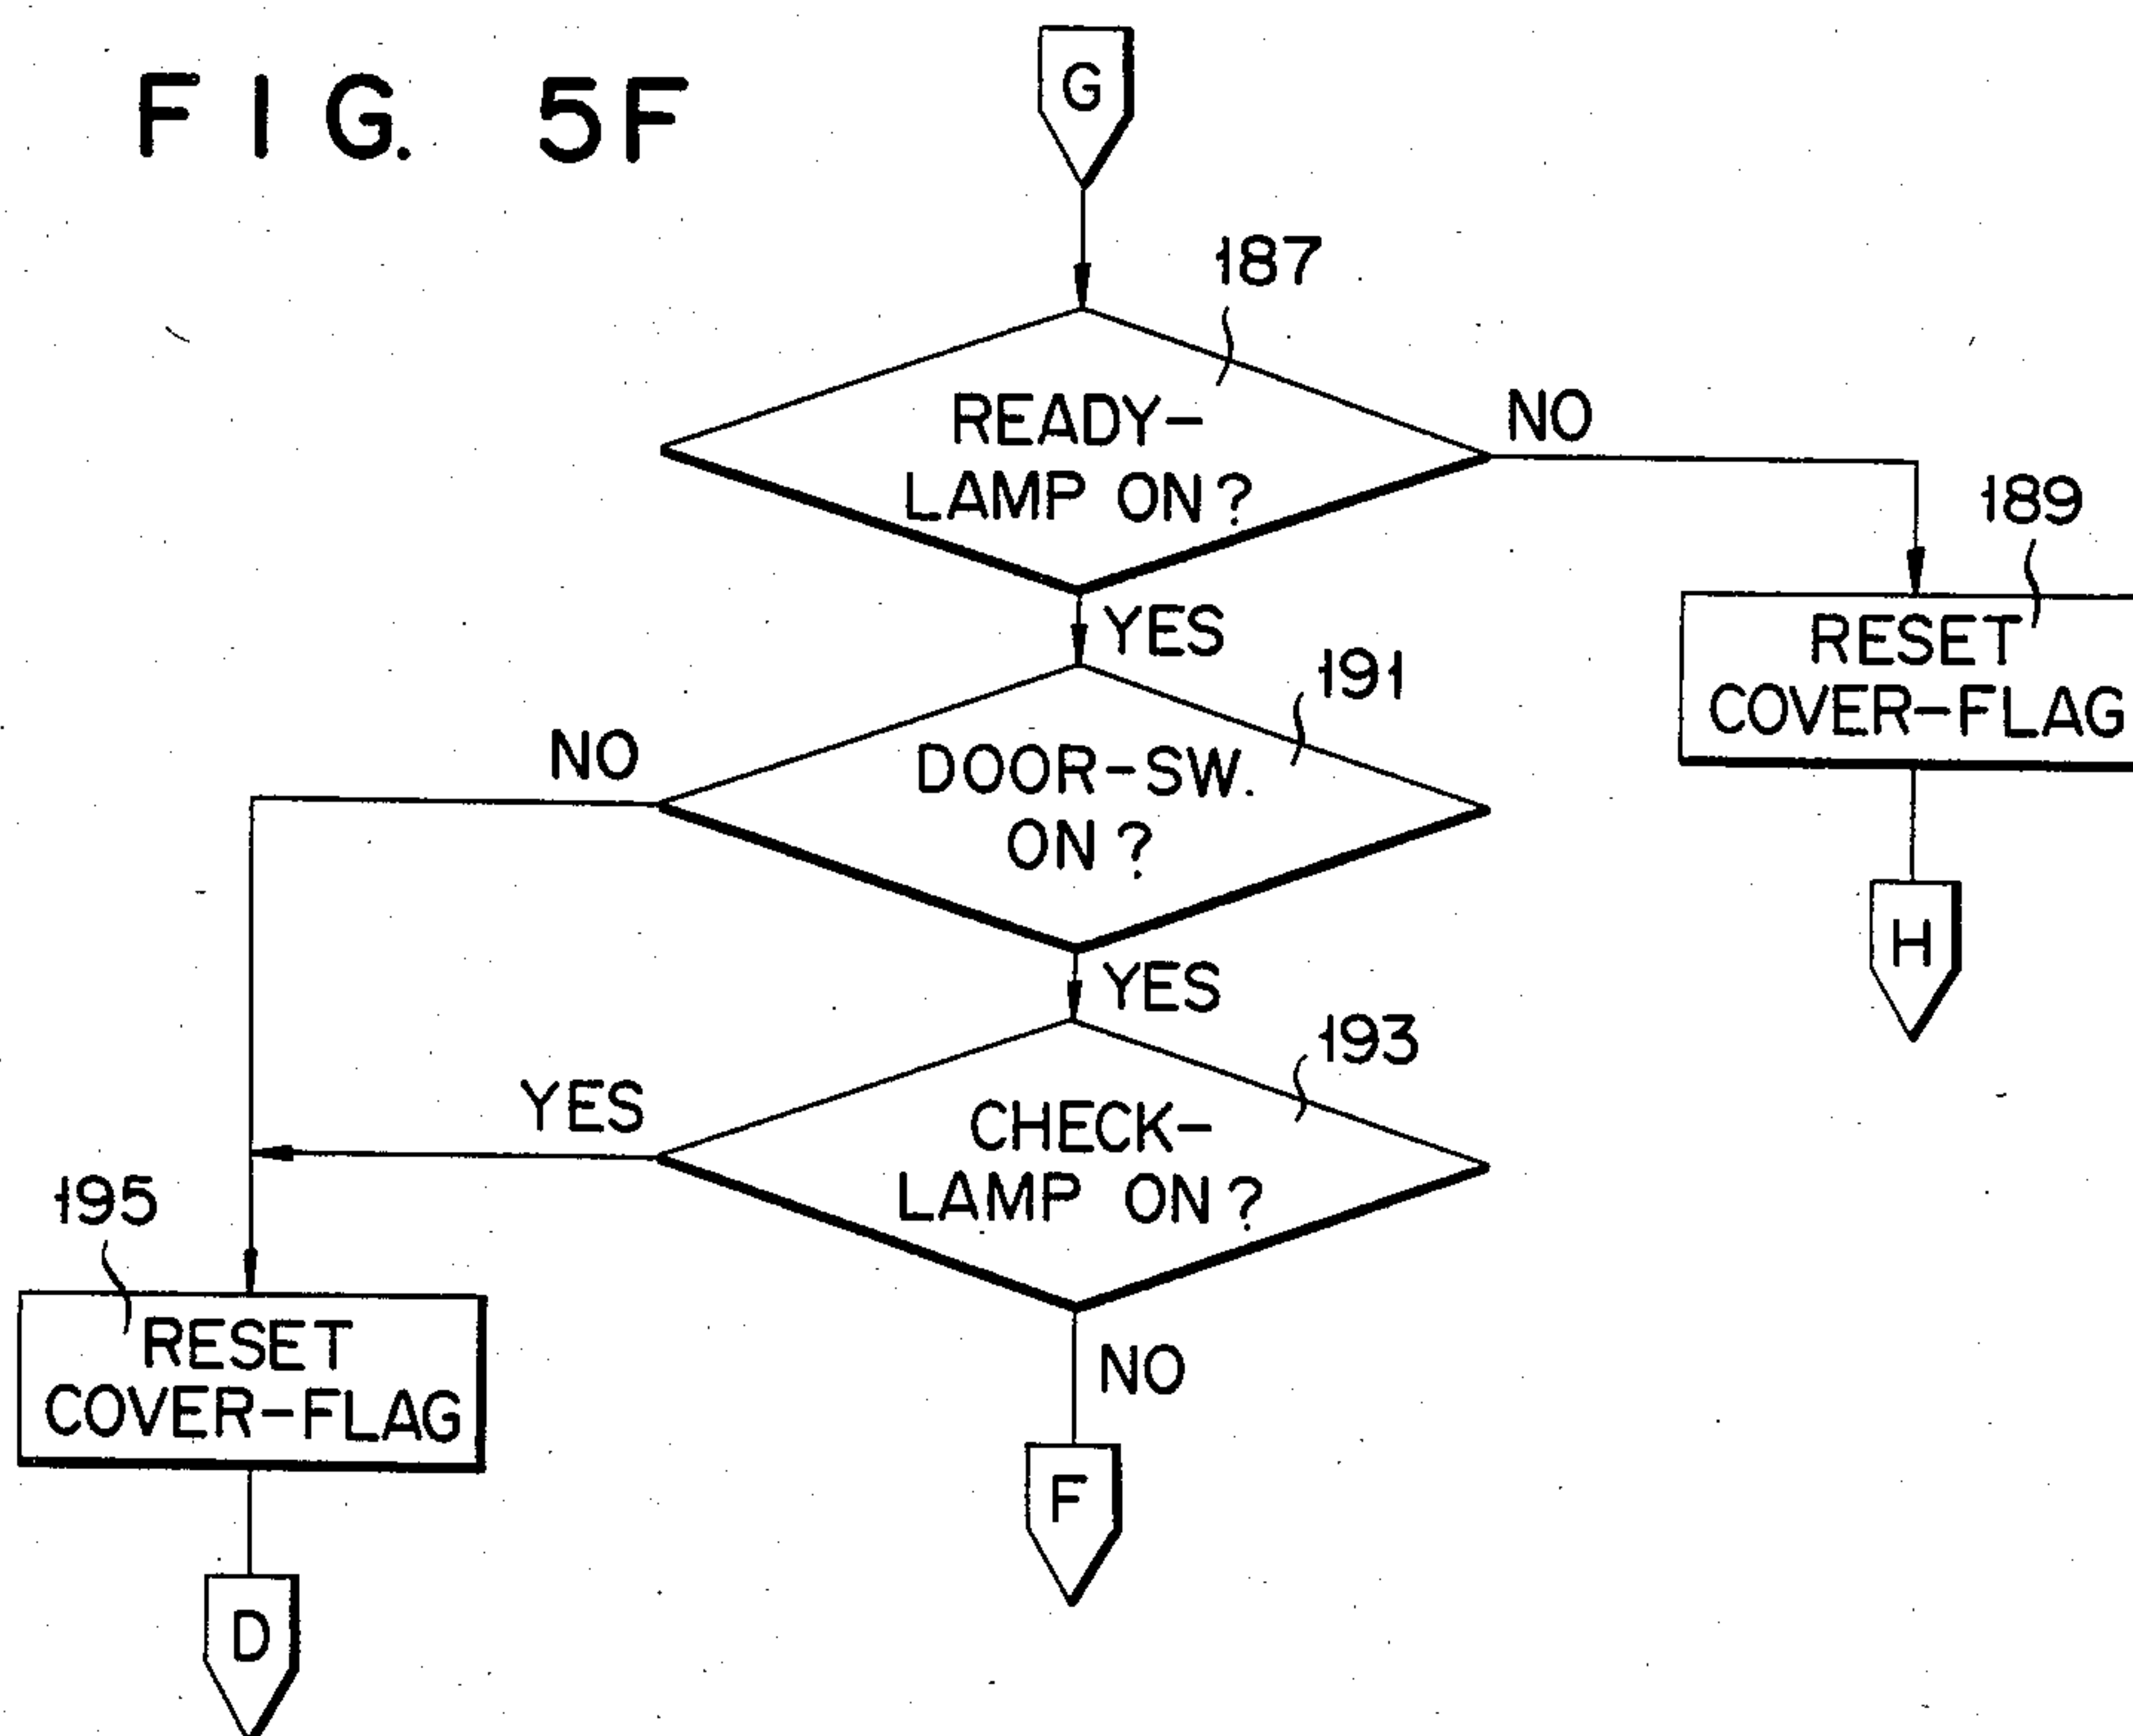 FIG. 5F
G
187
READY-
LAMP ON?
NO
189
RESET
COVER-FLAG
H
YES
191
DOOR-SW.
ON?
NO
YES
193
CHECK-
LAMP ON?
YES
195
RESET
COVER-FLAG
D
NO
F